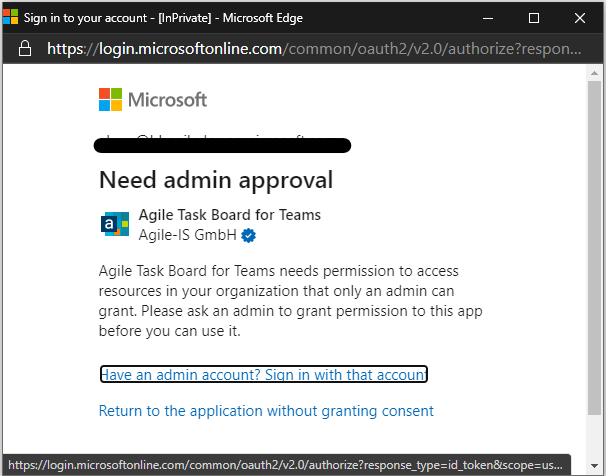 Sign in to your account - [InPrivate] - Microsoft Edge
https://login.microsoftonline.com/common/oauth2/v2.0/authorize?respon...
Microsoft
Need admin approval
a
Agile Task Board for Teams
Agile-IS GmbH
Agile Task Board for Teams needs permission to access
resources in your organization that only an admin can
grant. Please ask an admin to grant permission to this app
before you can use it.
Have an admin account? Sign in with that account
Return to the application without granting consent
https://login.microsoftonline.com/common/oauth2/v2.0/authorize?response_type=id_token&scope=us...